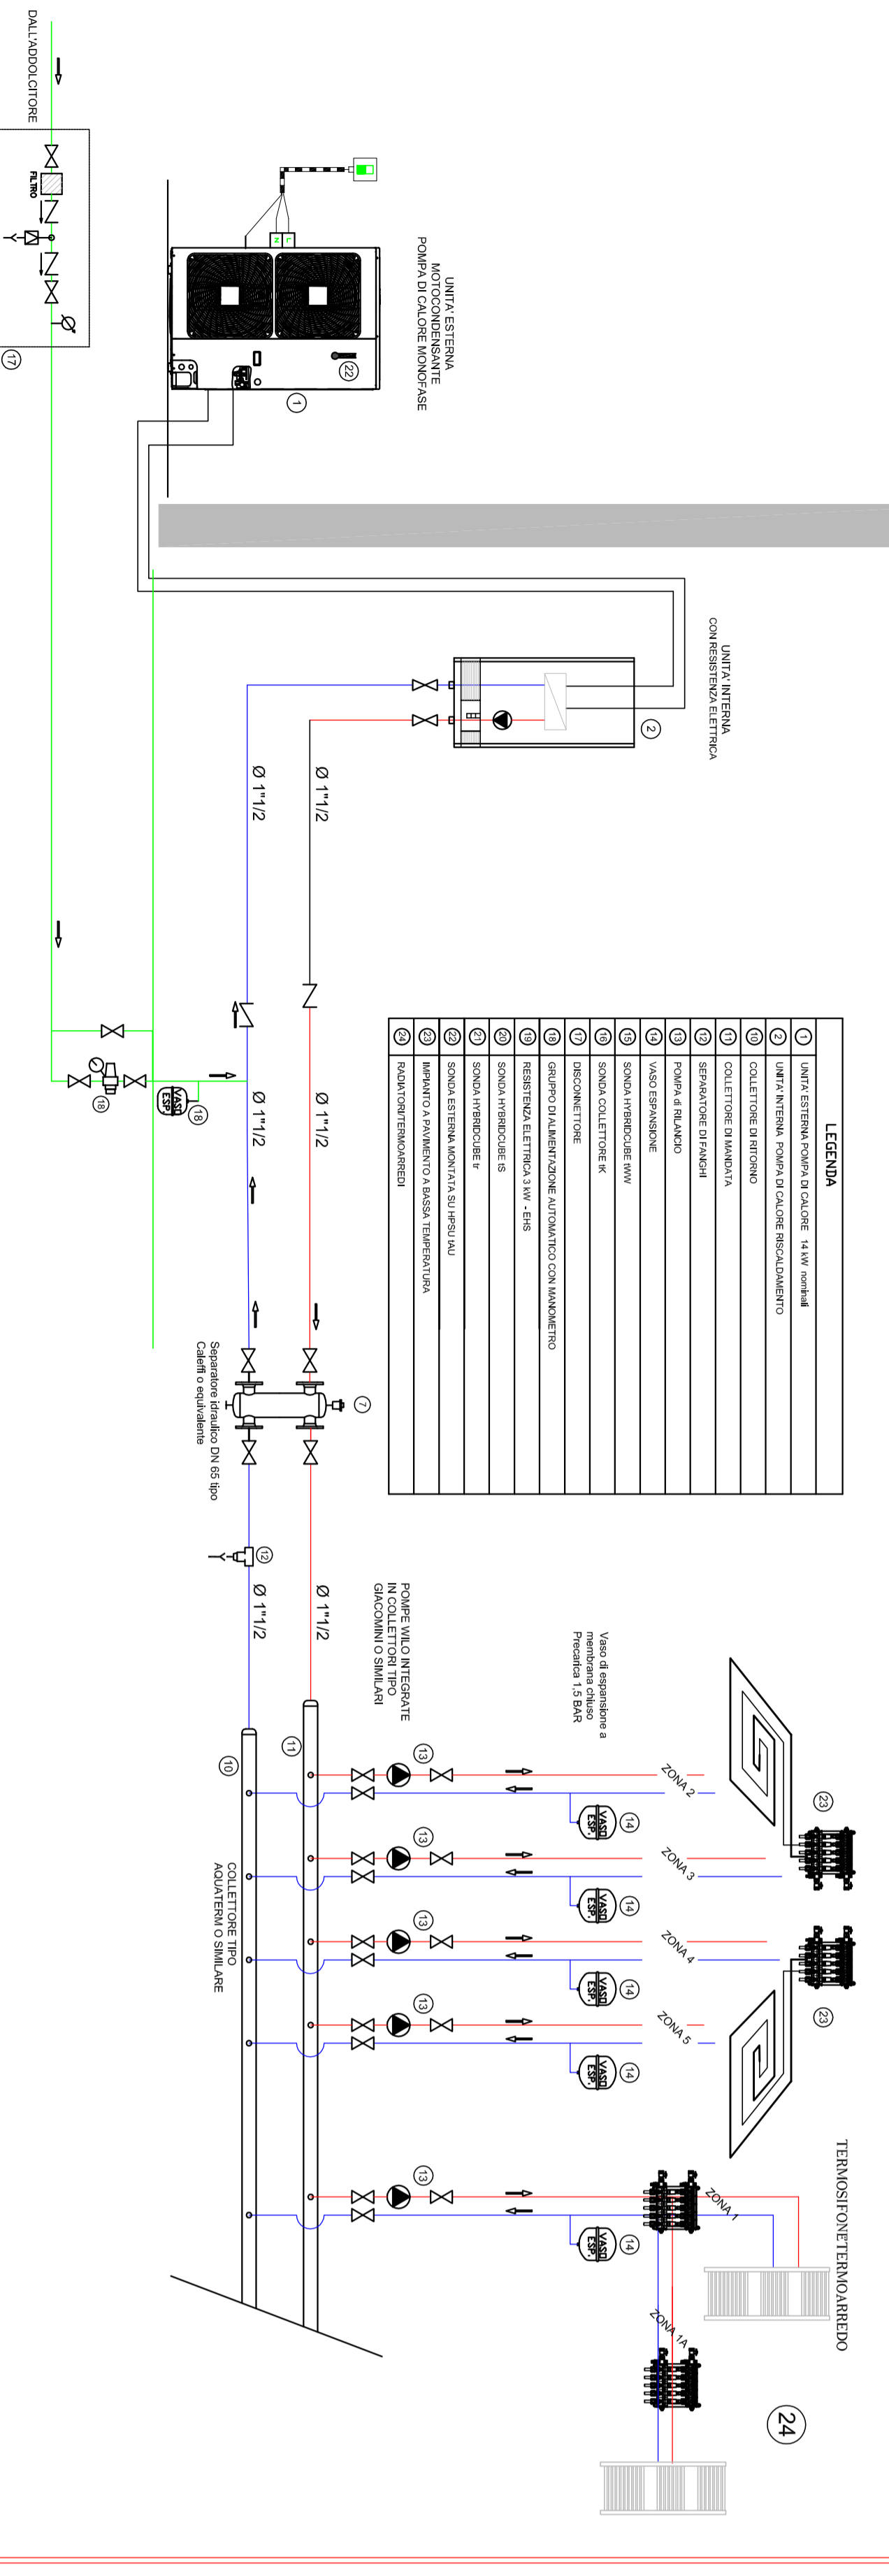 DALL'ADDOLCITORE
FILTRO
17
UNITA' ESTERNA
MOTOCONDENSANTE
POMPA DI CALORE MONOFASE
L
N
22
1
UNITA' INTERNA
CON RESISTENZA ELETTRICA
2
Ø 1"1/2
Ø 1"1/2
Ø 1"1/2
Ø 1"1/2
18
VASO
ESP.
18
LEGENDA
1 UNITA' ESTERNA POMPA DI CALORE 14 kW nominali
2 UNITA' INTERNA POMPA DI CALORE RISCALDAMENTO
10 COLLETTORE DI RITORNO
11 COLLETTORE DI MANDATA
12 SEPARATORE DI FANGHI
13 POMPA di RILANCIO
14 VASO ESPANSIONE
15 SONDA HYBRIDCUBE tWW
16 SONDA COLLETTORE tK
17 DISCONNETTORE
18 GRUPPO DI ALIMENTAZIONE AUTOMATICO CON MANOMETRO
19 RESISTENZA ELETTRICA 3 kW - EHS
20 SONDA HYBRIDCUBE tS
21 SONDA HYBRIDCUBE tr
22 SONDA ESTERNA MONTATA SU HPSU tAU
23 IMPIANTO A PAVIMENTO A BASSA TEMPERATURA
24 RADIATORI/TERMOARREDI
7
Separatore idraulico DN 65 tipo
Caleffi o equivalente
12
Ø 1"1/2
Ø 1"1/2
POMPE WILO INTEGRATE
IN COLLETTORI TIPO
GIACOMINI O SIMILARI
Vaso di espansione a
membrana chiuso
Precarica 1,5 BAR
11
10
COLLETTORE TIPO
AQUATERM O SIMILARE
13
VASO
ESP.
14
ZONA 2
23
13
VASO
ESP.
14
ZONA 3
13
VASO
ESP.
14
ZONA 4
23
13
VASO
ESP.
14
ZONA 5
13
VASO
ESP.
14
ZONA 1
TERMOSIFONE'TERMOARREDO
ZONA 1A
24